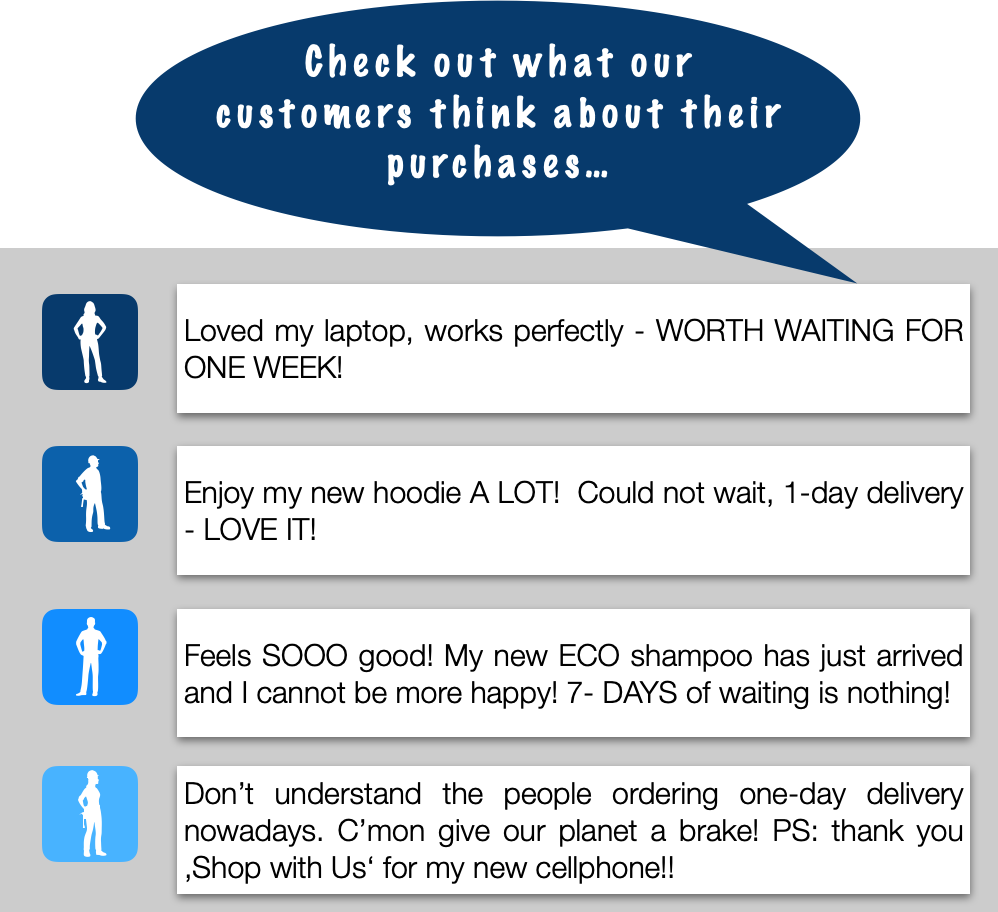 Check out what our
customers think about their
purchases...
Loved my laptop, works perfectly - WORTH WAITING FOR
ONE WEEK!
Enjoy my new hoodie A LOT!  Could not wait, 1-day delivery
- LOVE IT!
Feels SOOO good! My new ECO shampoo has just arrived
and I cannot be more happy! 7- DAYS of waiting is nothing!
Don’t understand the people ordering one-day delivery
nowadays. C’mon give our planet a brake! PS: thank you
‚Shop with Us‘ for my new cellphone!!